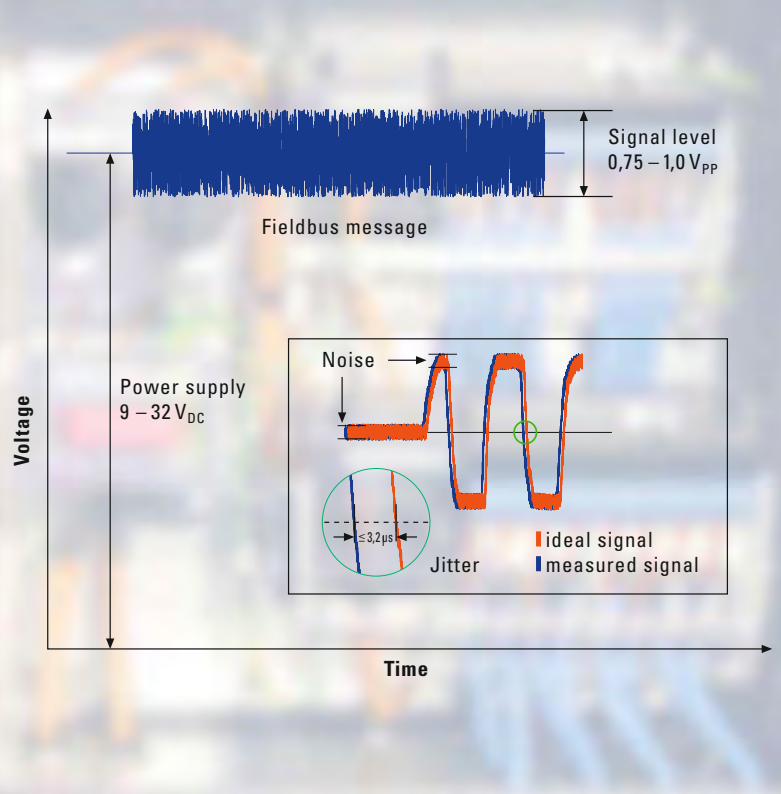 Signal level
0,75 – 1,0 VPP
Fieldbus message
Noise
Power supply
9 – 32 VDC
Voltage
≤ 3,2 µs
Jitter
ideal signal
measured signal
Time